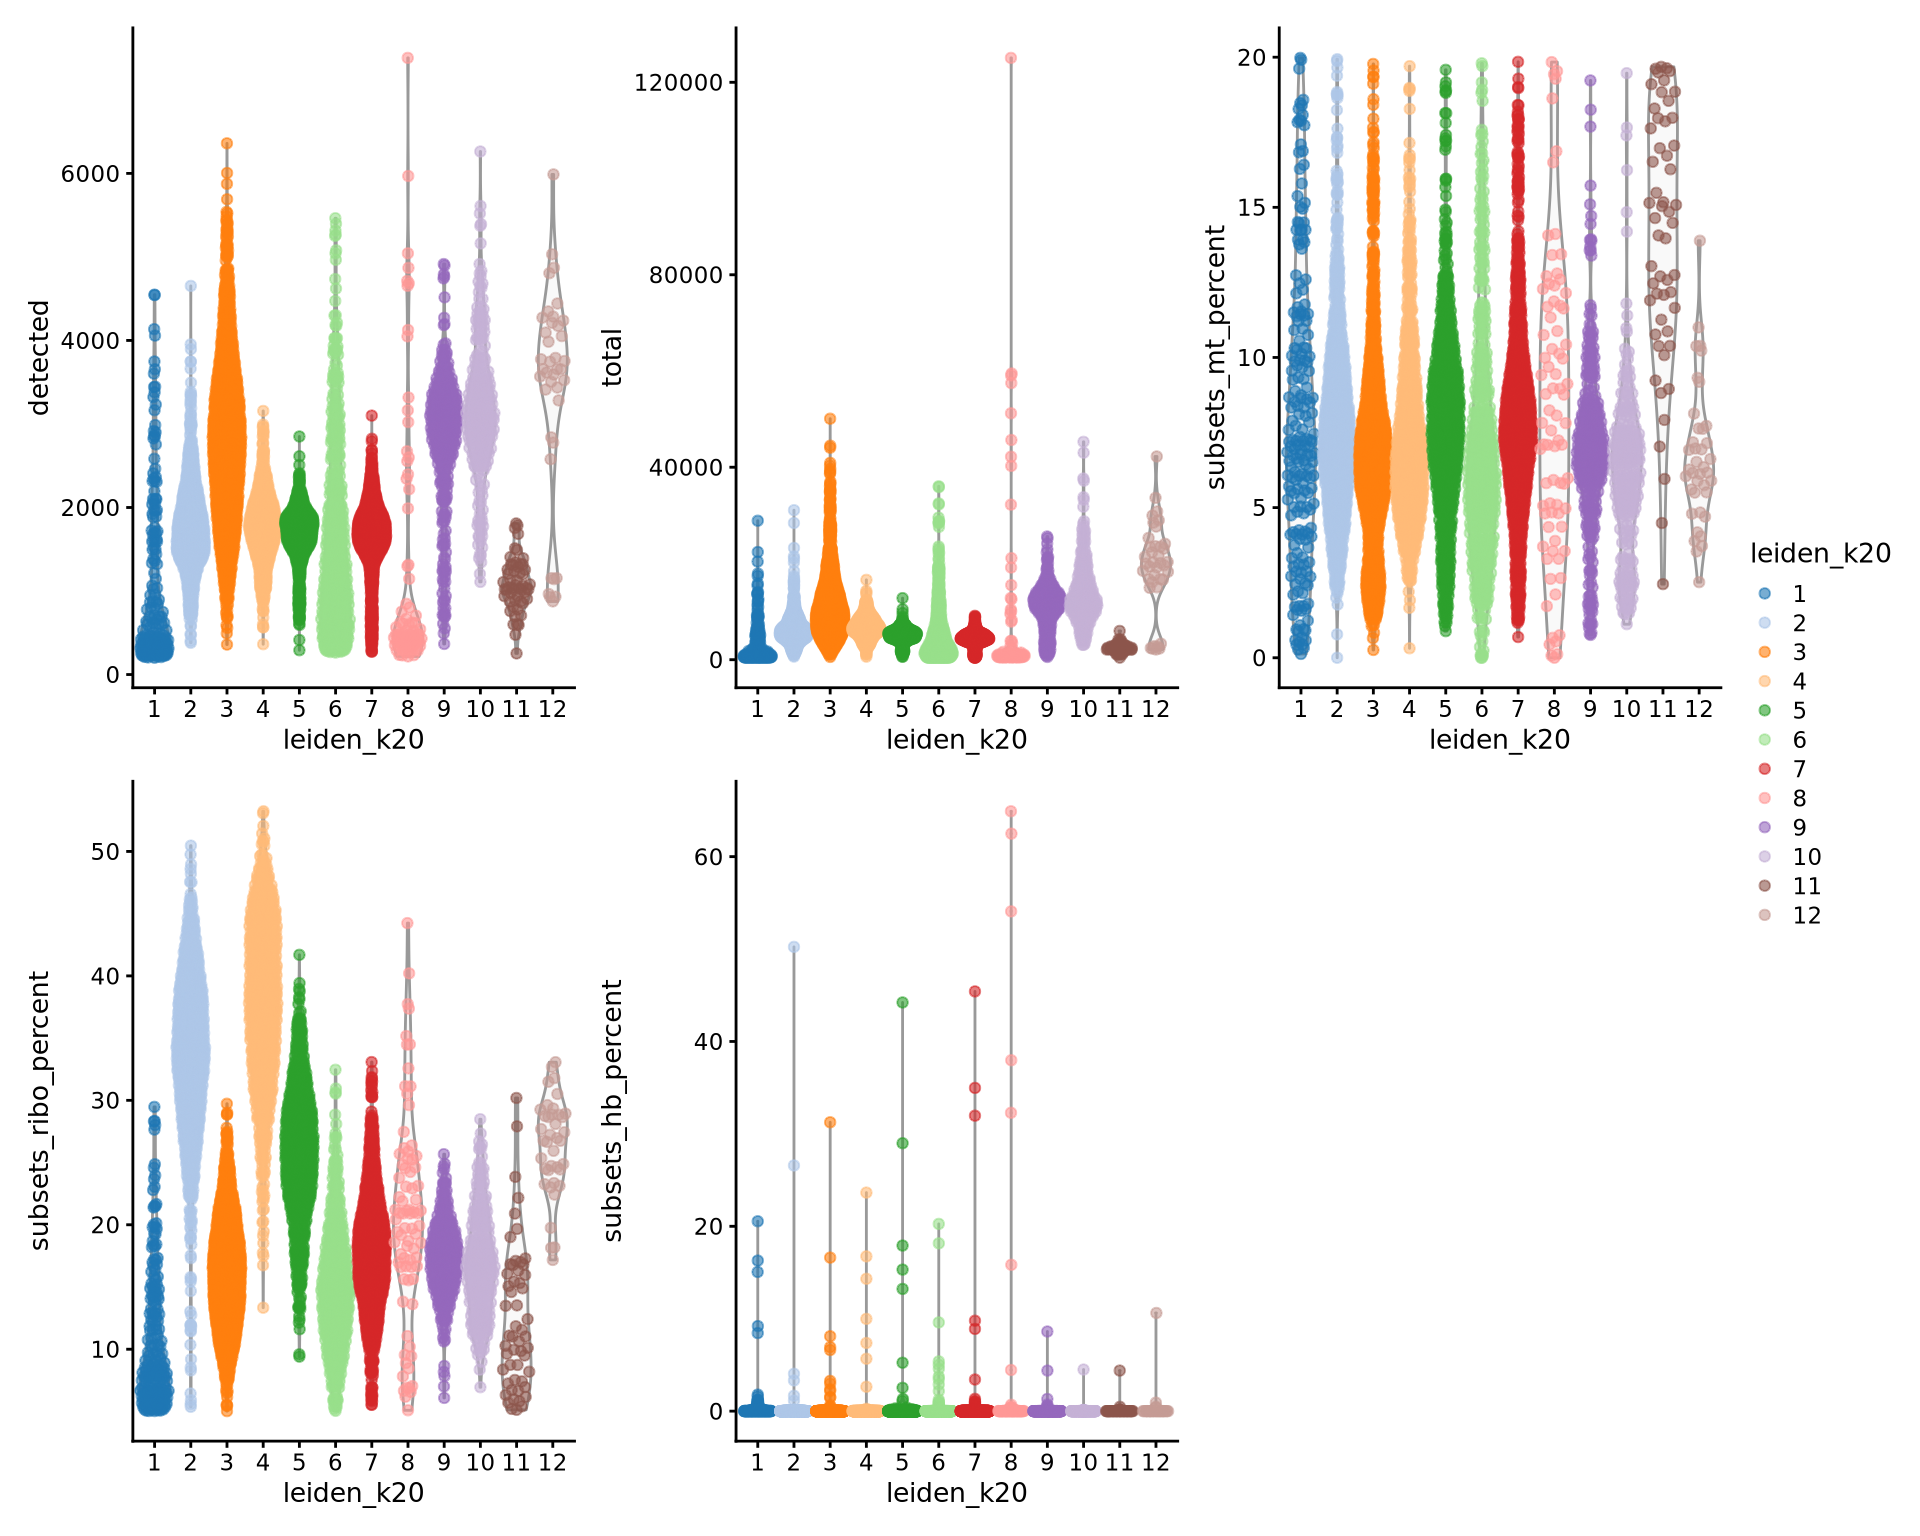 detected
6000
4000
2000
0
1 2 3 4 5 6 7 8 9 10 11 12
leiden_k20
total
120000
80000
40000
0
1 2 3 4 5 6 7 8 9 10 11 12
leiden_k20
subsets_mt_percent
20
15
10
5
0
1 2 3 4 5 6 7 8 9 10 11 12
leiden_k20
subsets_ribo_percent
50
40
30
20
10
1 2 3 4 5 6 7 8 9 10 11 12
leiden_k20
subsets_hb_percent
60
40
20
0
1 2 3 4 5 6 7 8 9 10 11 12
leiden_k20
leiden_k20
1
2
3
4
5
6
7
8
9
10
11
12